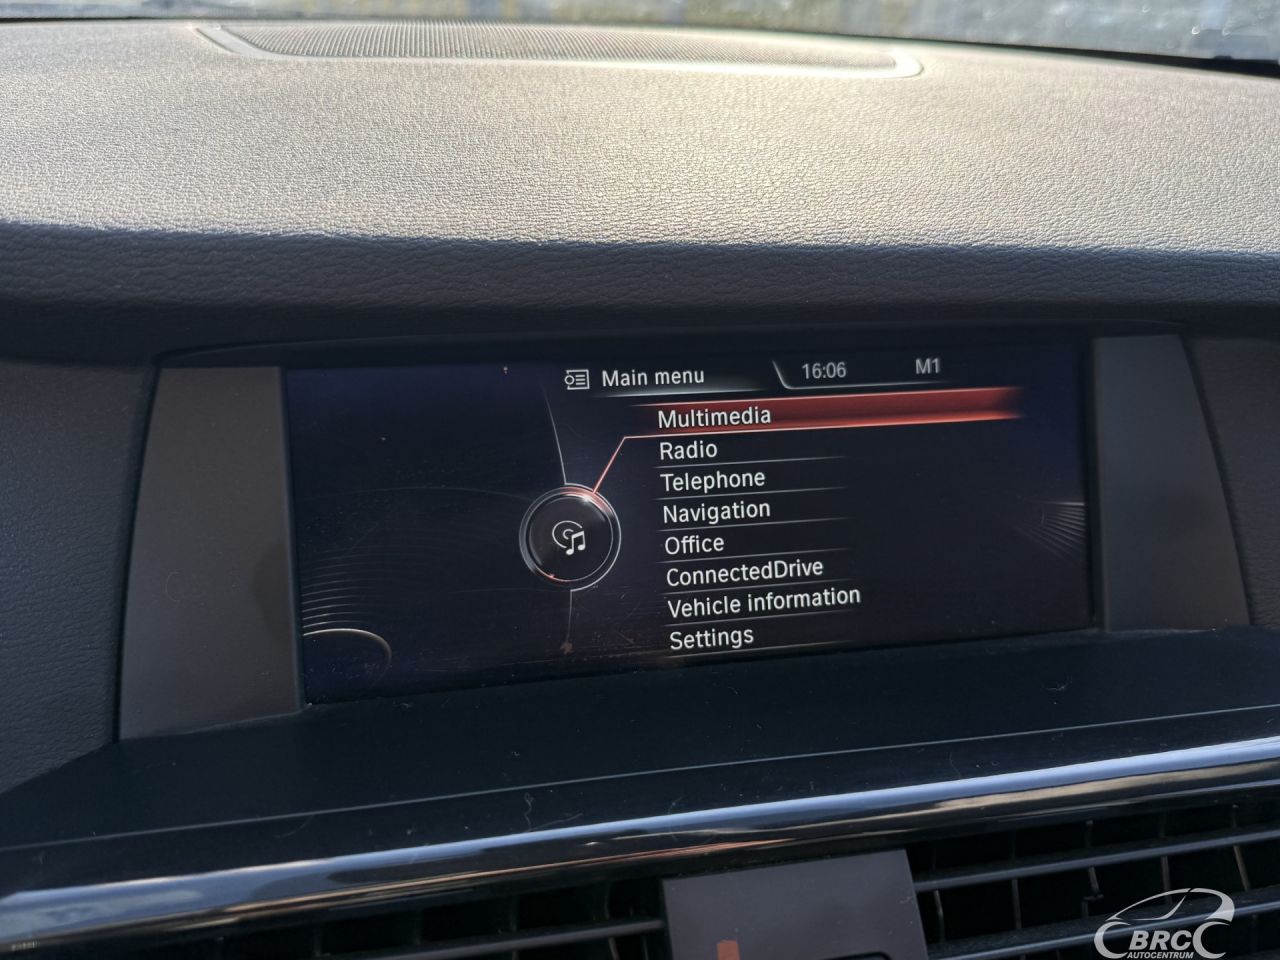 Main menu
16:06
M1
Multimedia
Radio
Telephone
Navigation
Office
ConnectedDrive
Vehicle information
Settings
BRC
AUTOCENTRUM